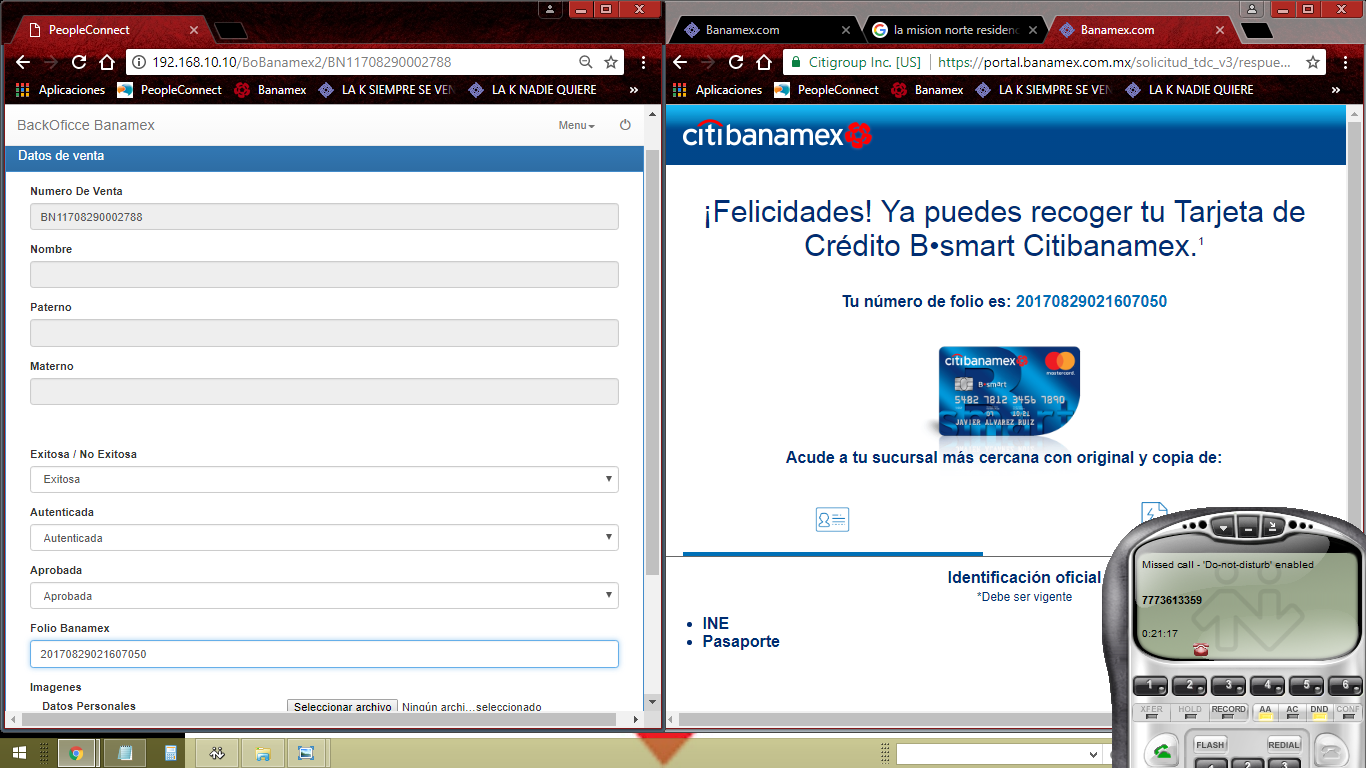 PeopleConnect
192.168.10.10/BoBanamex2/BN11708290002788
Aplicaciones PeopleConnect Banamex LA K SIEMPRE SE VEN LA K NADIE QUIERE »
BackOficce Banamex Menu
Datos de venta
Numero De Venta
BN11708290002788
Nombre
Paterno
Materno
Exitosa / No Exitosa
Exitosa
Autenticada
Autenticada
Aprobada
Aprobada
Folio Banamex
20170829021607050
Imagenes
Datos Personales Seleccionar archivo Ningún archi...seleccionado
Banamex.com la mision norte residenc Banamex.com
Citigroup Inc. [US] https://portal.banamex.com.mx/solicitud_tdc_v3/respue...
Aplicaciones PeopleConnect Banamex LA K SIEMPRE SE VEN LA K NADIE QUIERE »
citibanamex
¡Felicidades! Ya puedes recoger tu Tarjeta de
Crédito B•smart Citibanamex.1
Tu número de folio es: 20170829021607050
citibanamex
mastercard.
B•smart
5482 7812 3456 7890
10/21
JAVIER ALVAREZ RUIZ
Acude a tu sucursal más cercana con original y copia de:
Identificación oficial
*Debe ser vigente
• INE
• Pasaporte
Missed call - 'Do-not-disturb' enabled
7773613359
0:21:17
1 2 3 4 5 6
XFER HOLD RECORD AA AC DND CONF
FLASH REDIAL
1 2 3